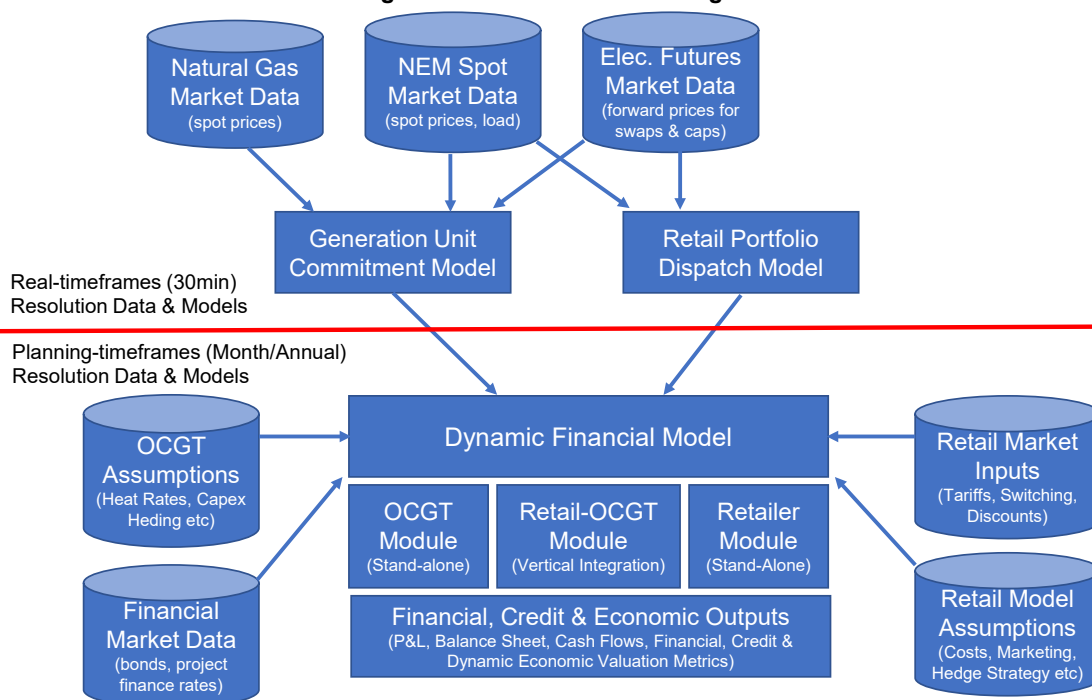 Natural Gas
Market Data
(spot prices)
NEM Spot
Market Data
(spot prices, load)
Elec. Futures
Market Data
(forward prices for
swaps & caps)
Generation Unit
Commitment Model
Retail Portfolio
Dispatch Model
Real-timeframes (30min)
Resolution Data & Models
Planning-timeframes (Month/Annual)
Resolution Data & Models
OCGT
Assumptions
(Heat Rates, Capex
Heding etc)
Dynamic Financial Model
Retail Market
Inputs
(Tariffs, Switching,
Discounts)
OCGT
Module
(Stand-alone)
Retail-OCGT
Module
(Vertical Integration)
Retailer
Module
(Stand-Alone)
Financial
Market Data
(bonds, project
finance rates)
Financial, Credit & Economic Outputs
(P&L, Balance Sheet, Cash Flows, Financial, Credit &
Dynamic Economic Valuation Metrics)
Retail Model
Assumptions
(Costs, Marketing,
Hedge Strategy etc)